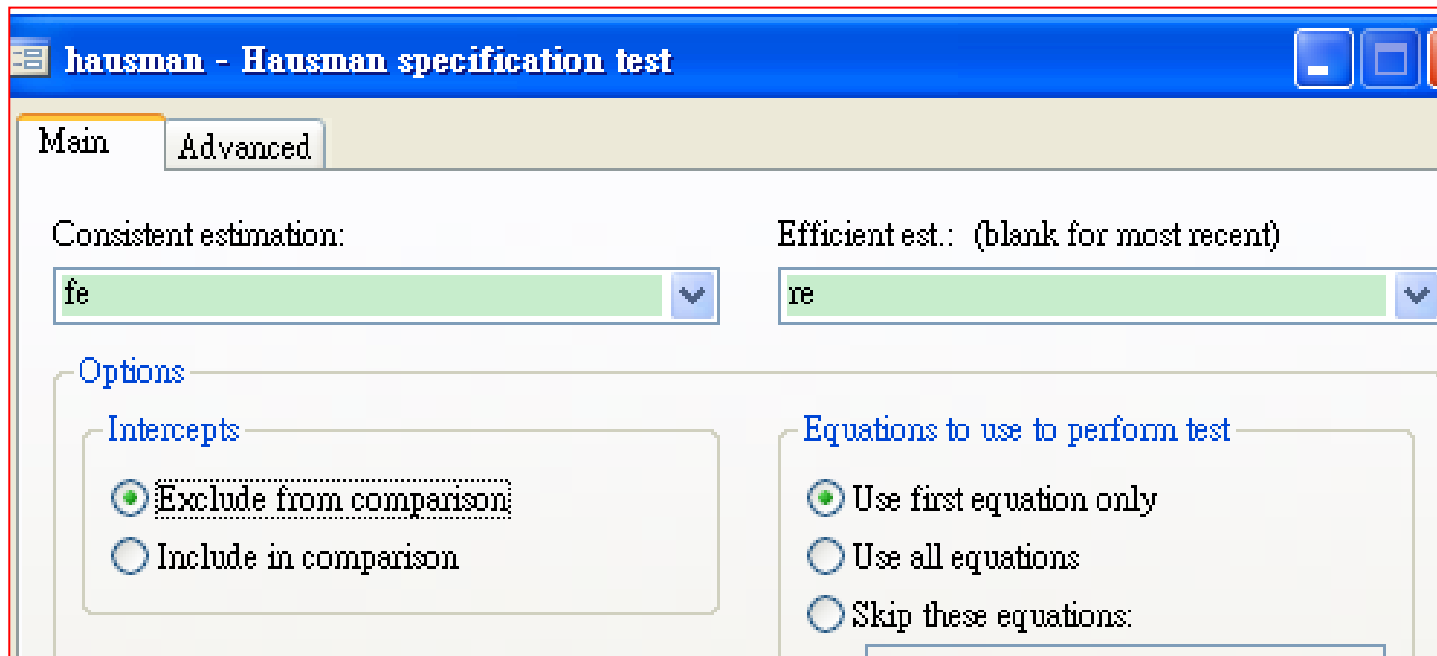 hausman - Hausman specification test
Main
Advanced
Consistent estimation:
Efficient est.: (blank for most recent)
fe
re
Options
Intercepts
Exclude from comparison
Include in comparison
Equations to use to perform test
Use first equation only
Use all equations
Skip these equations: